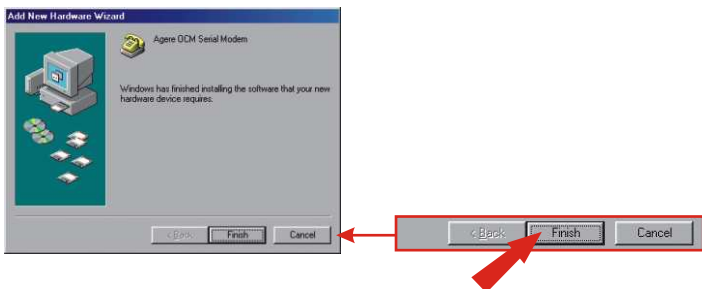 Add New Hardware Wizard
Agere OCM Serial Modem
Windows has finished installing the software that your new
hardware device requires.
< Back Finish Cancel
< Back Finish Cancel